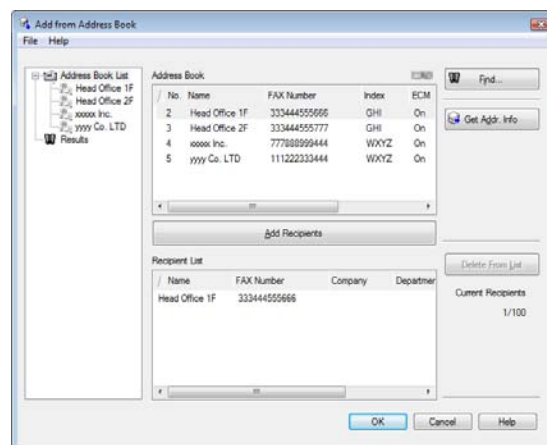 Add from Address Book
File Help
Address Book List
Head Office 1F
Head Office 2F
xxxxx Inc.
yyyy Co. LTD
Results
Address Book
No. Name FAX Number Index ECM
2 Head Office 1F 333444555666 GHI On
3 Head Office 2F 333444555777 GHI On
4 xxxxx Inc. 777888999444 WXYZ On
5 yyyy Co. LTD 111222333444 WXYZ On
Add Recipients
Recipient List
Name FAX Number Company Departmer
Head Office 1F 333444555666
Find...
Get Addr. Info
Delete From List
Current Recipients
1/100
OK Cancel Help